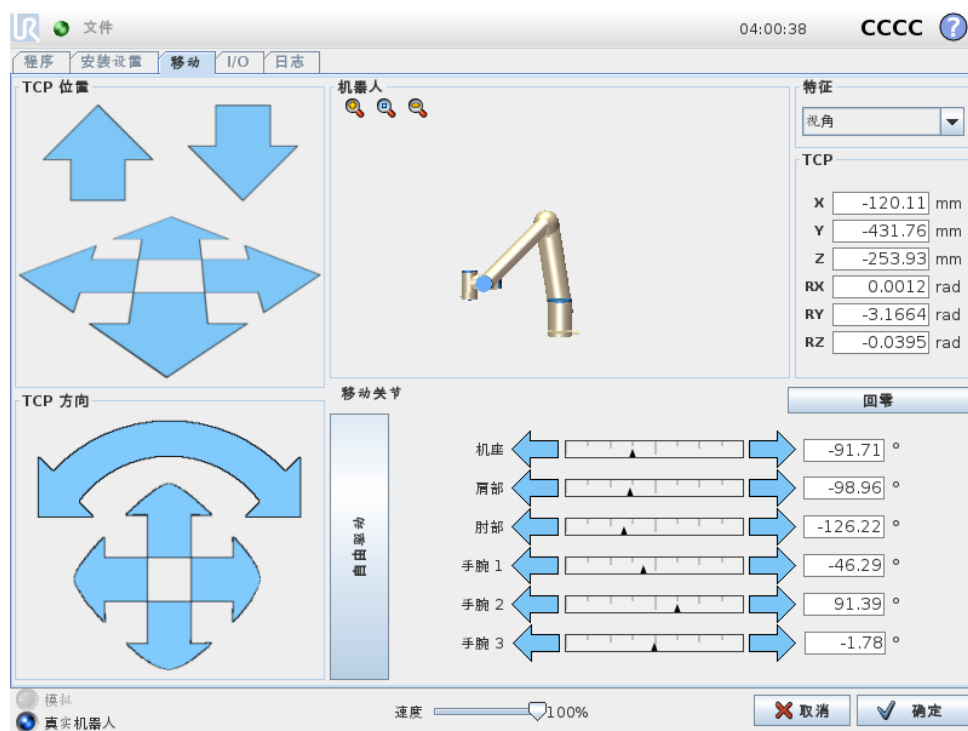 UR 文件 04:00:38 CCCC ?
程序 安装设置 移动 I/O 日志
TCP 位置
机器人
特征
视角
TCP
X -120.11 mm
Y -431.76 mm
Z -253.93 mm
RX 0.0012 rad
RY -3.1664 rad
RZ -0.0395 rad
TCP 方向
移动关节
回零
自由驱动
机座 -91.71 °
肩部 -98.96 °
肘部 -126.22 °
手腕 1 -46.29 °
手腕 2 91.39 °
手腕 3 -1.78 °
模拟
真实机器人
速度 100%
取消
确定